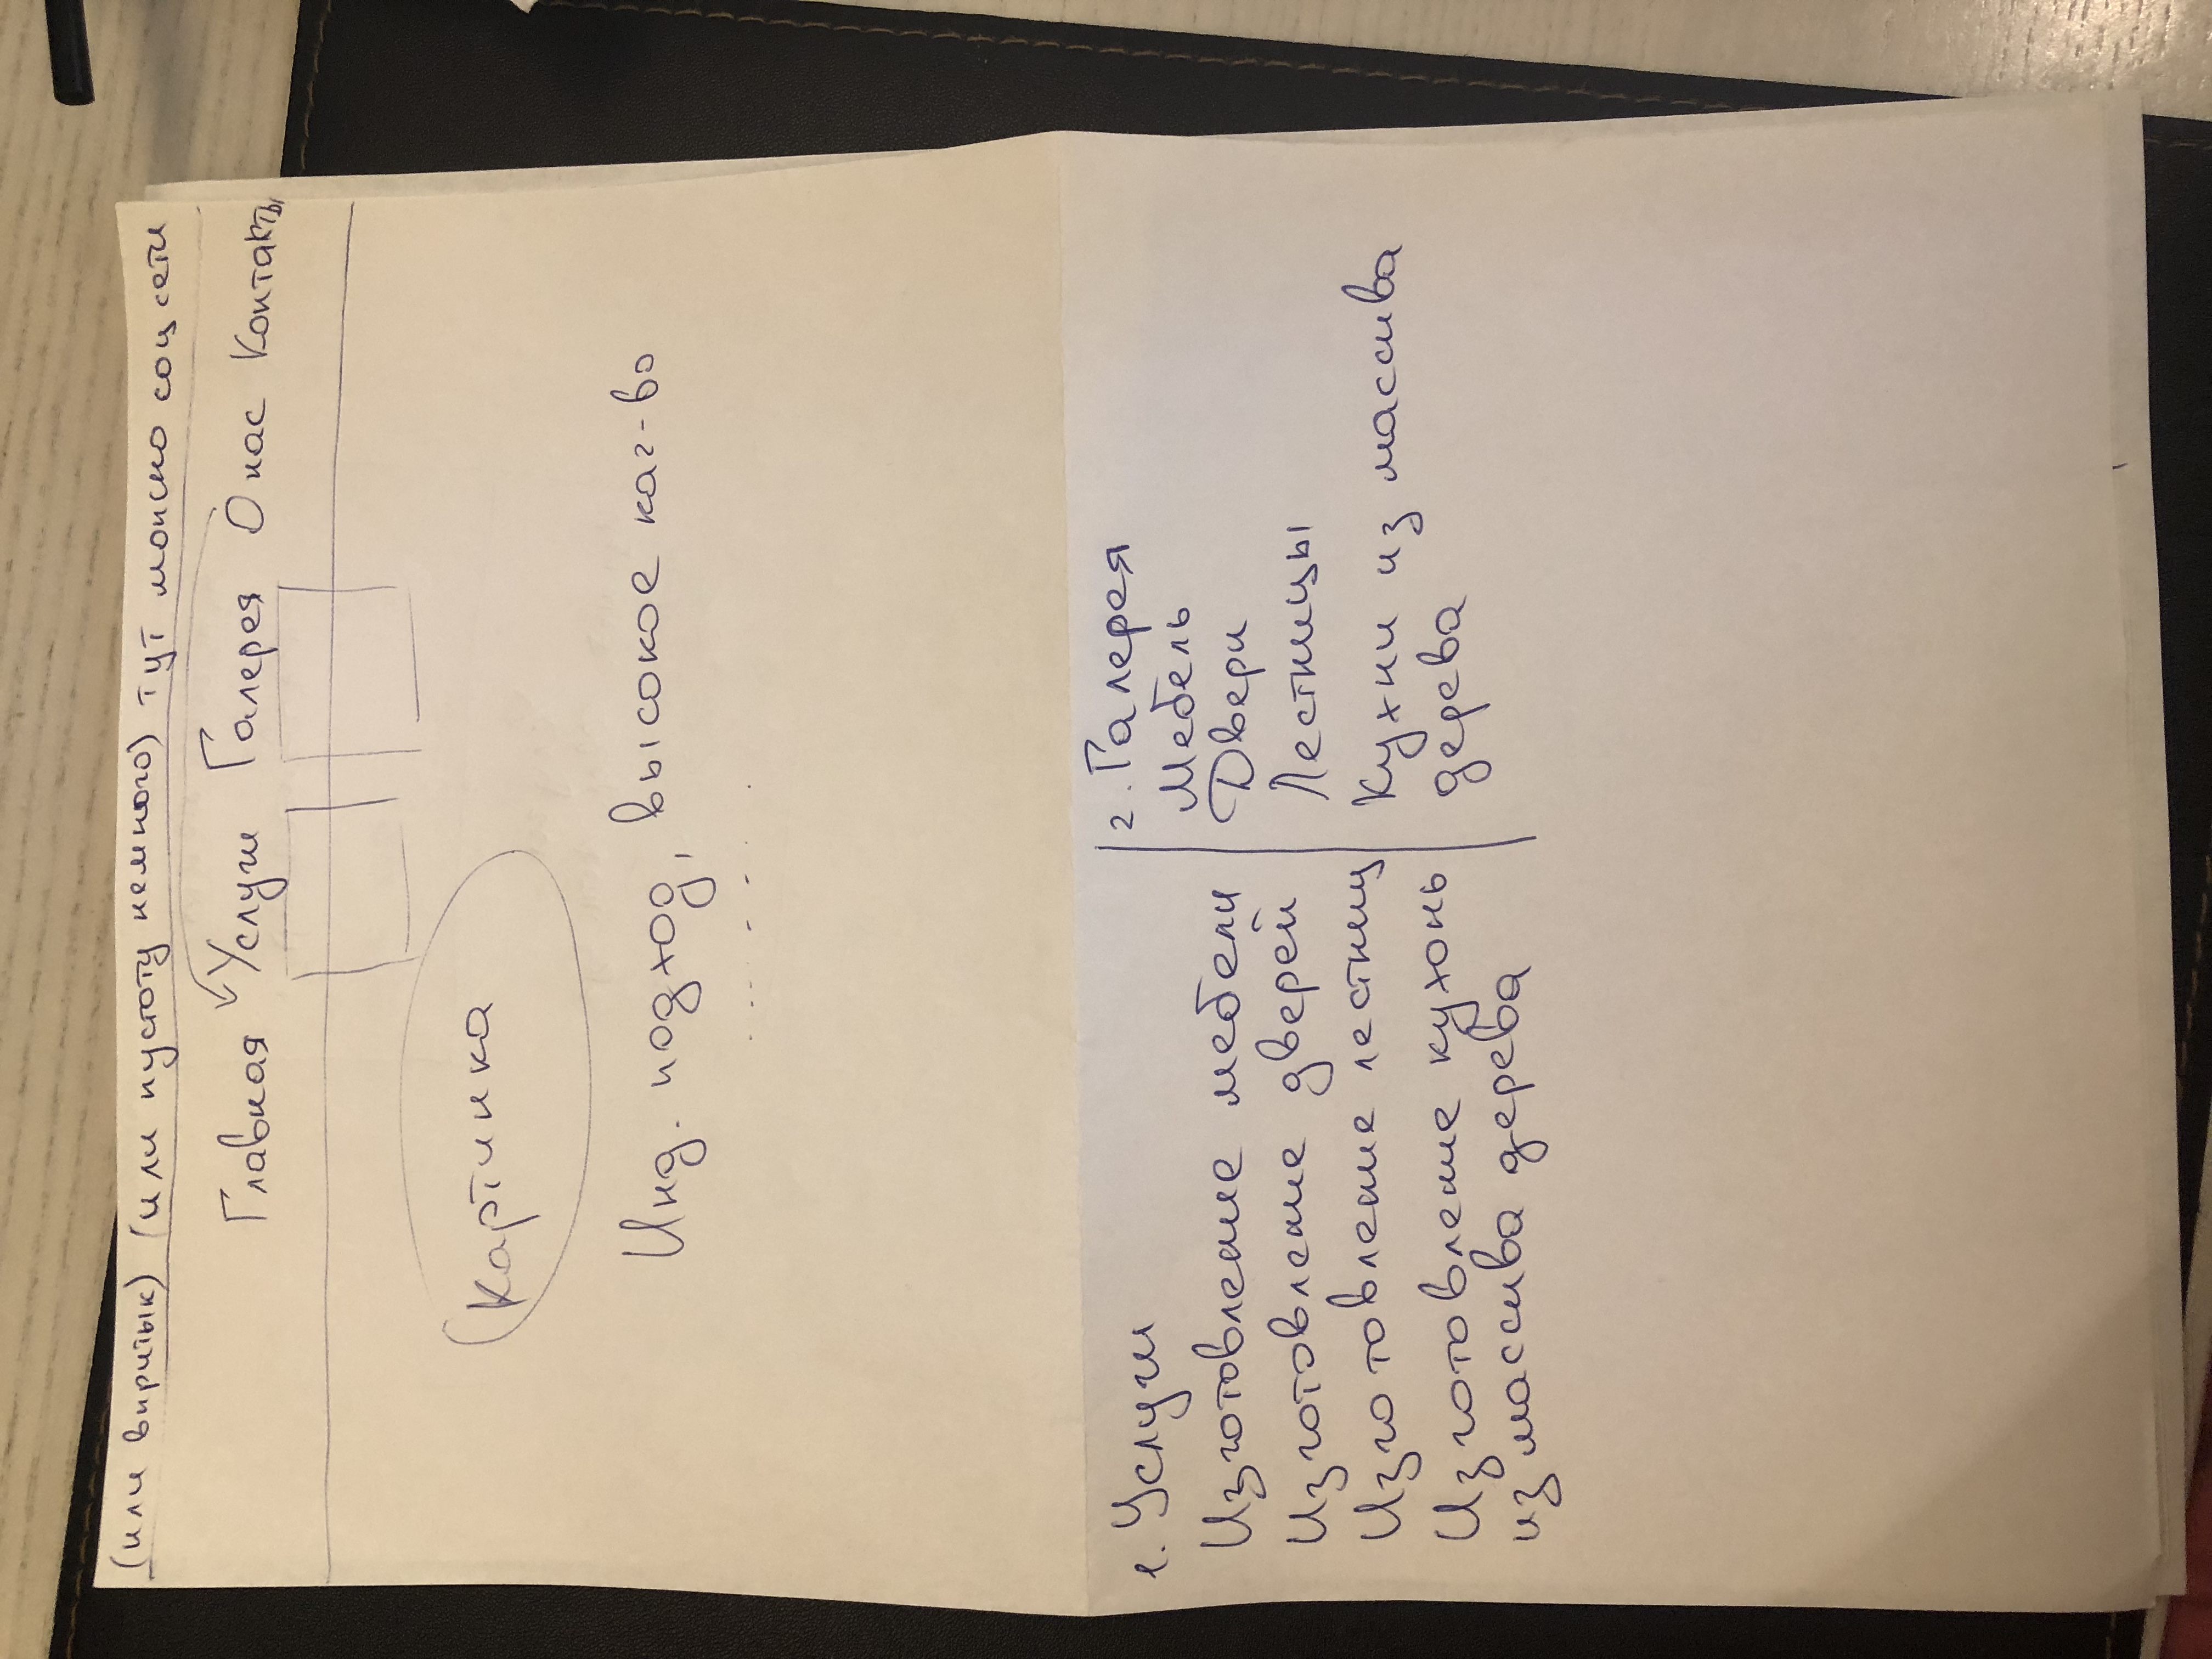 (или впритык) (или пустоту немного) тут можно соц сети
Главная Услуги Галерея О нас Контакты
Картинка
Инд. подход, высокое кач-во
1. Услуги
Изготовление мебели
Изготовление дверей
Изготовление лестниц
Изготовление кухонь
из массива дерева
2. Галерея
Мебель
Двери
Лестницы
Кухни из массива
дерева